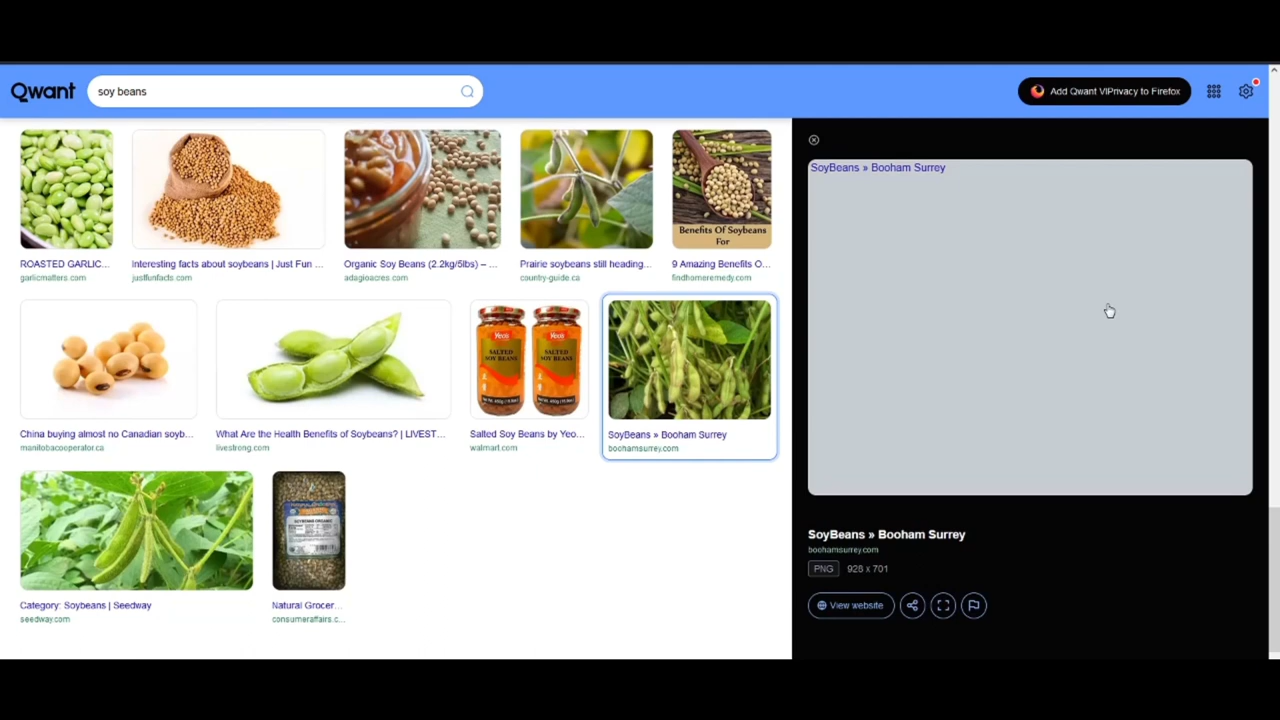 Qwant
soy beans
Add Qwant VIPrivacy to Firefox
Benefits Of Soybeans
For
ROASTED GARLIC...
garlicmatters.com
Interesting facts about soybeans | Just Fun ...
justfunfacts.com
Organic Soy Beans (2.2kg/5lbs) – ...
adagioacres.com
Prairie soybeans still heading...
country-guide.ca
9 Amazing Benefits O...
findhomeremedy.com
Yeo's
SALTED
SOY BEANS
Yeo's
SALTED
SOY BEANS
China buying almost no Canadian soyb...
manitobacooperator.ca
What Are the Health Benefits of Soybeans? | LIVEST...
livestrong.com
Salted Soy Beans by Yeo...
walmart.com
SoyBeans » Booham Surrey
boohamsurrey.com
SOYBEANS ORGANIC
Category: Soybeans | Seedway
seedway.com
Natural Grocer...
consumeraffairs.c...
SoyBeans » Booham Surrey
SoyBeans » Booham Surrey
boohamsurrey.com
PNG 928 x 701
View website